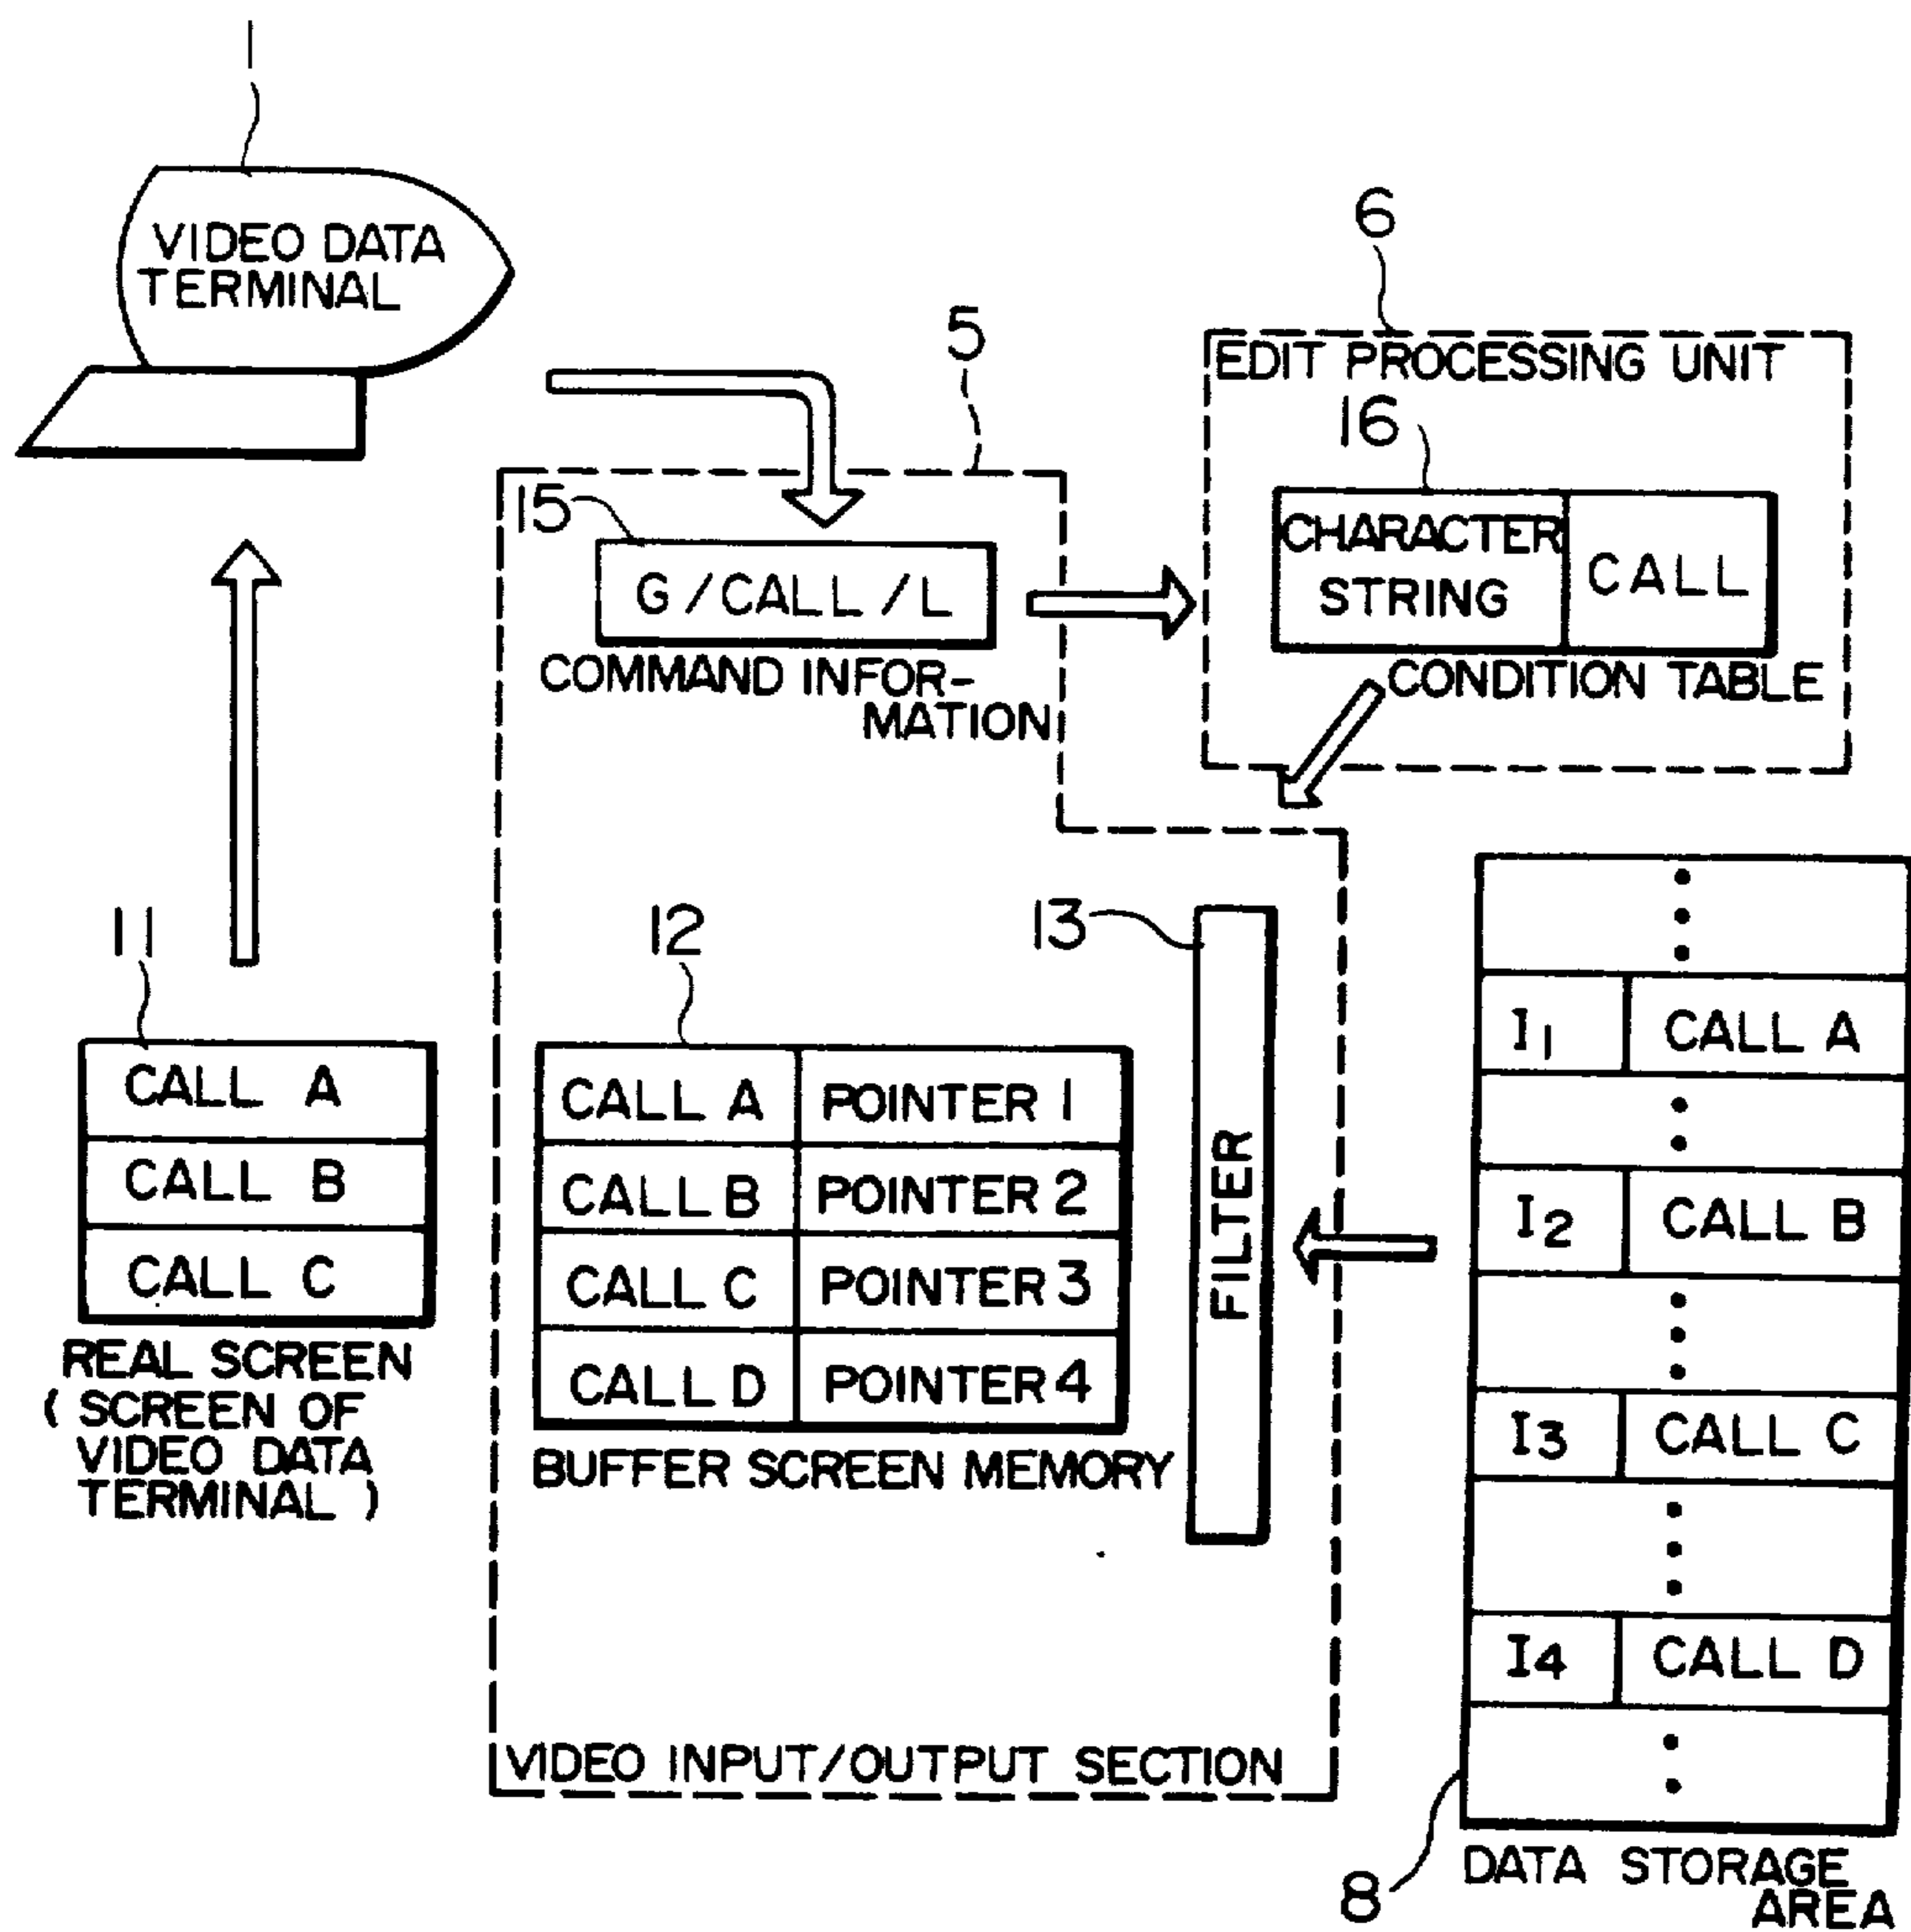 1
VIDEO DATA
TERMINAL
5
6
EDIT PROCESSING UNIT
16
CHARACTER
STRING
CALL
CONDITION TABLE
15
G/CALL/L
COMMAND INFOR-
MATION
11
CALL A
CALL B
CALL C
REAL SCREEN
(SCREEN OF
VIDEO DATA
TERMINAL)
12
CALL A POINTER 1
CALL B POINTER 2
CALL C POINTER 3
CALL D POINTER 4
BUFFER SCREEN MEMORY
13
FILTER
VIDEO INPUT/OUTPUT SECTION
I1 CALL A
I2 CALL B
I3 CALL C
I4 CALL D
8
DATA STORAGE
AREA